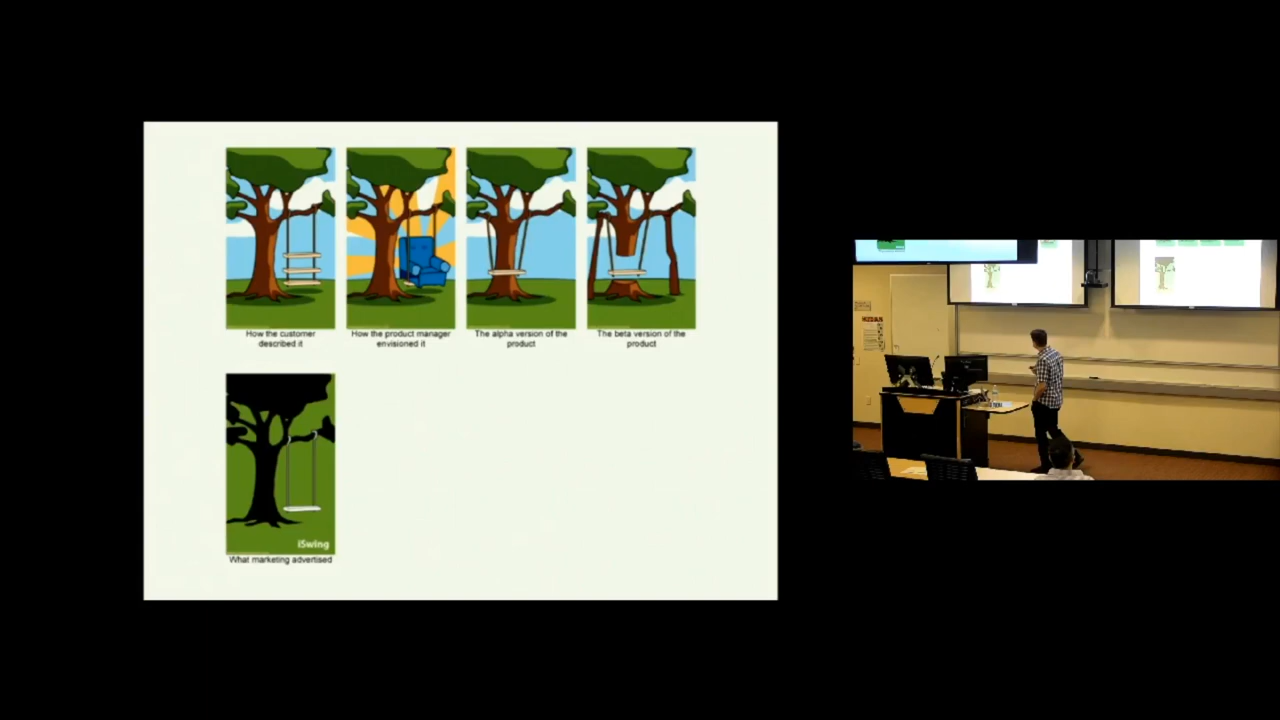 How the customer
described it
How the product manager
envisioned it
The alpha version of the
product
The beta version of the
product
iSwing
What marketing advertised